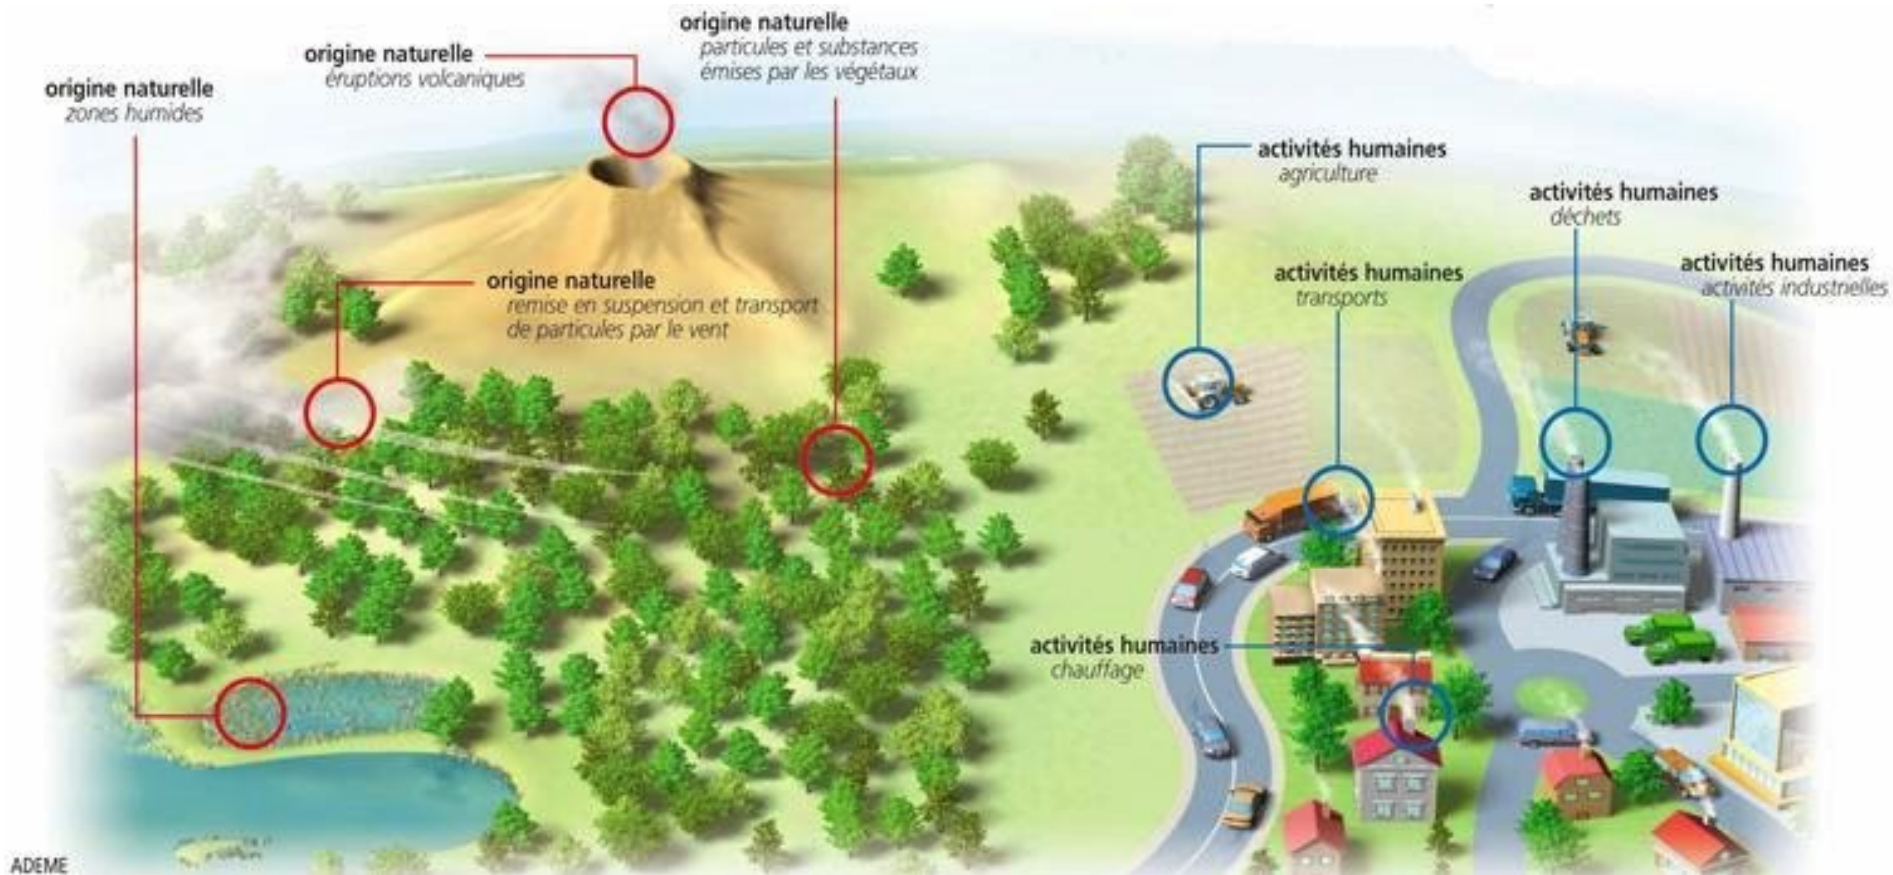 origine naturelle
zones humides
origine naturelle
éruptions volcaniques
origine naturelle
particules et substances
émises par les végétaux
origine naturelle
remise en suspension et transport
de particules par le vent
activités humaines
agriculture
activités humaines
déchets
activités humaines
transports
activités humaines
activités industrielles
activités humaines
chauffage
ADEME